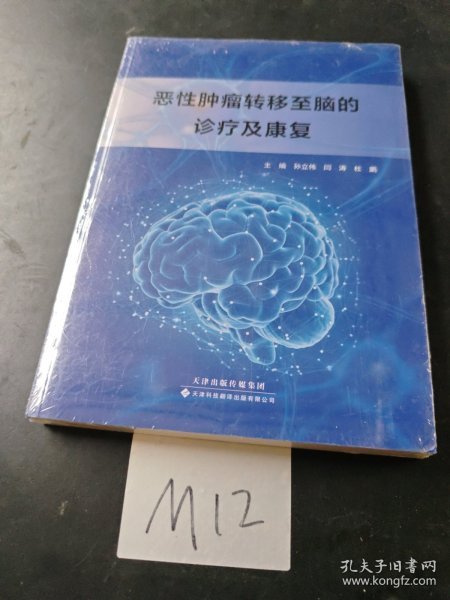 恶性肿瘤转移至脑的
诊疗及康复
主 编 孙立伟 闫 涛 桂 鹏
天津出版传媒集团
天津科技翻译出版有限公司
M12
孔夫子旧书网
www.kongfz.com